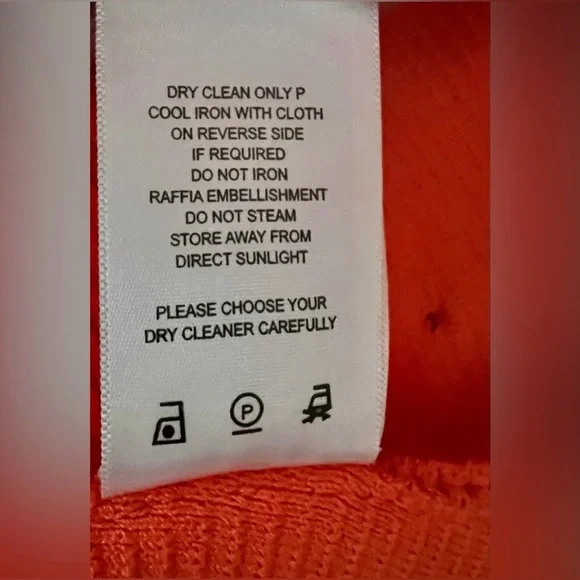 DRY CLEAN ONLY P
COOL IRON WITH CLOTH
ON REVERSE SIDE
IF REQUIRED
DO NOT IRON
RAFFIA EMBELLISHMENT
DO NOT STEAM
STORE AWAY FROM
DIRECT SUNLIGHT
PLEASE CHOOSE YOUR
DRY CLEANER CAREFULLY
P